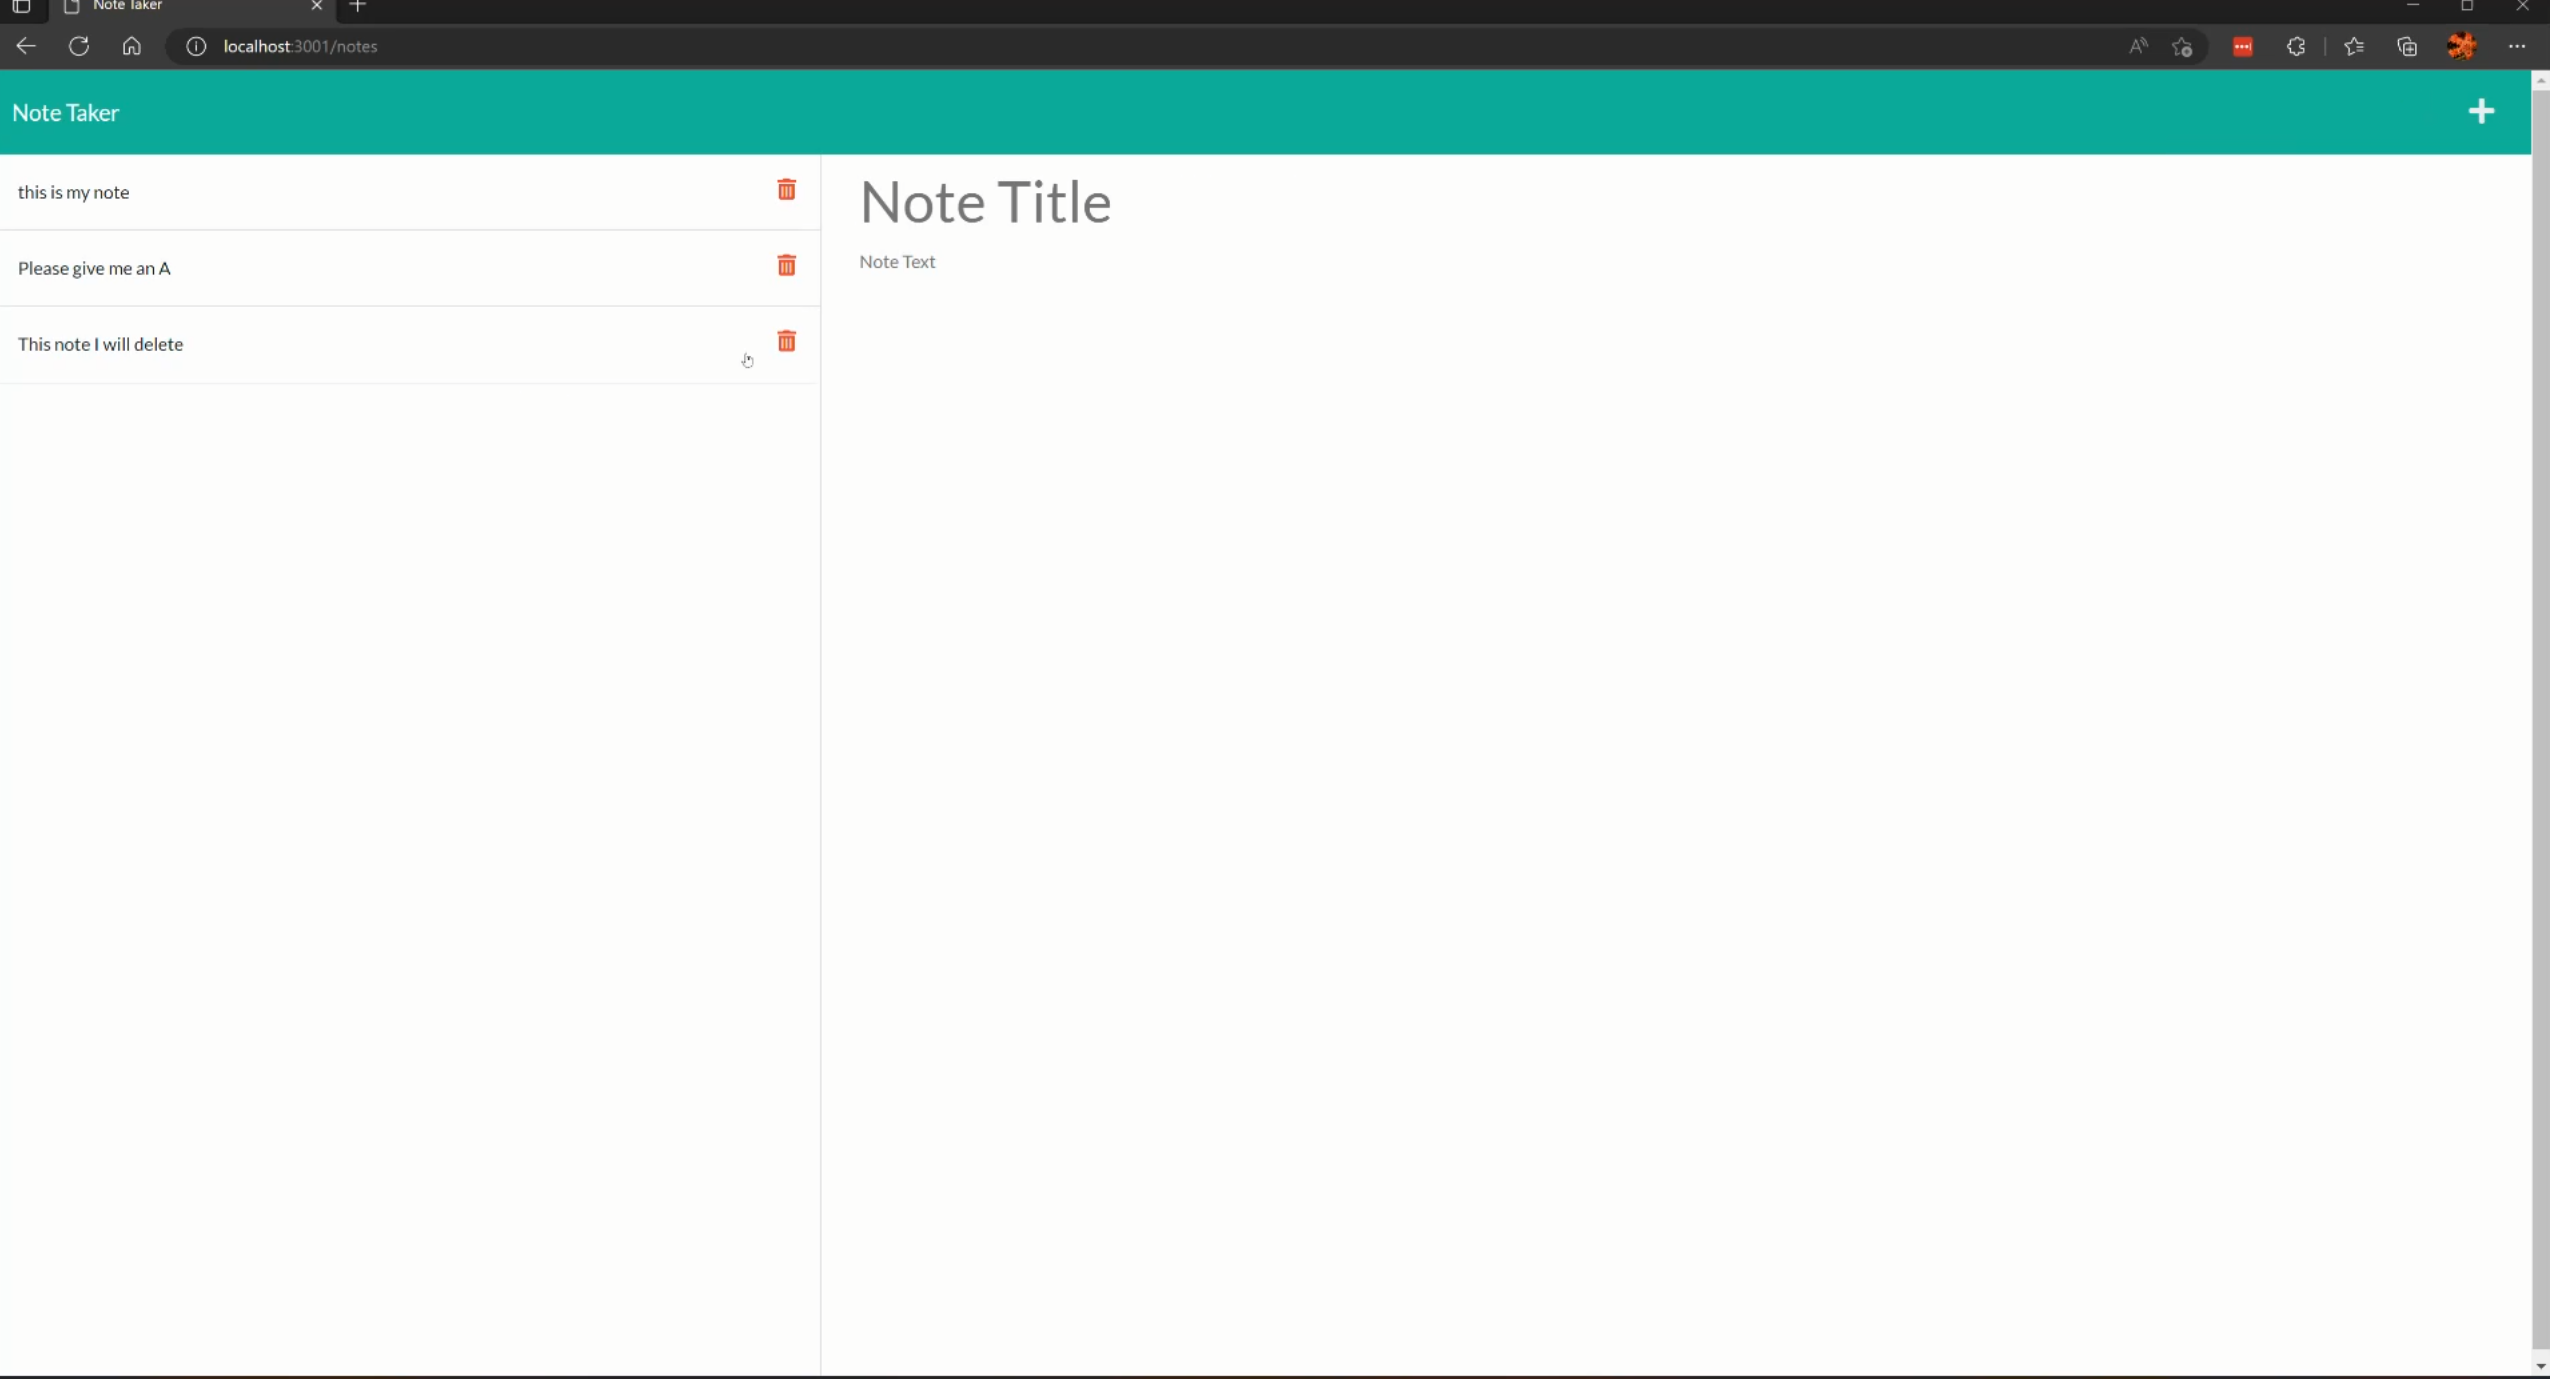 Note Taker
localhost:3001/notes
Note Taker
this is my note
Please give me an A
This note I will delete
Note Title
Note Text